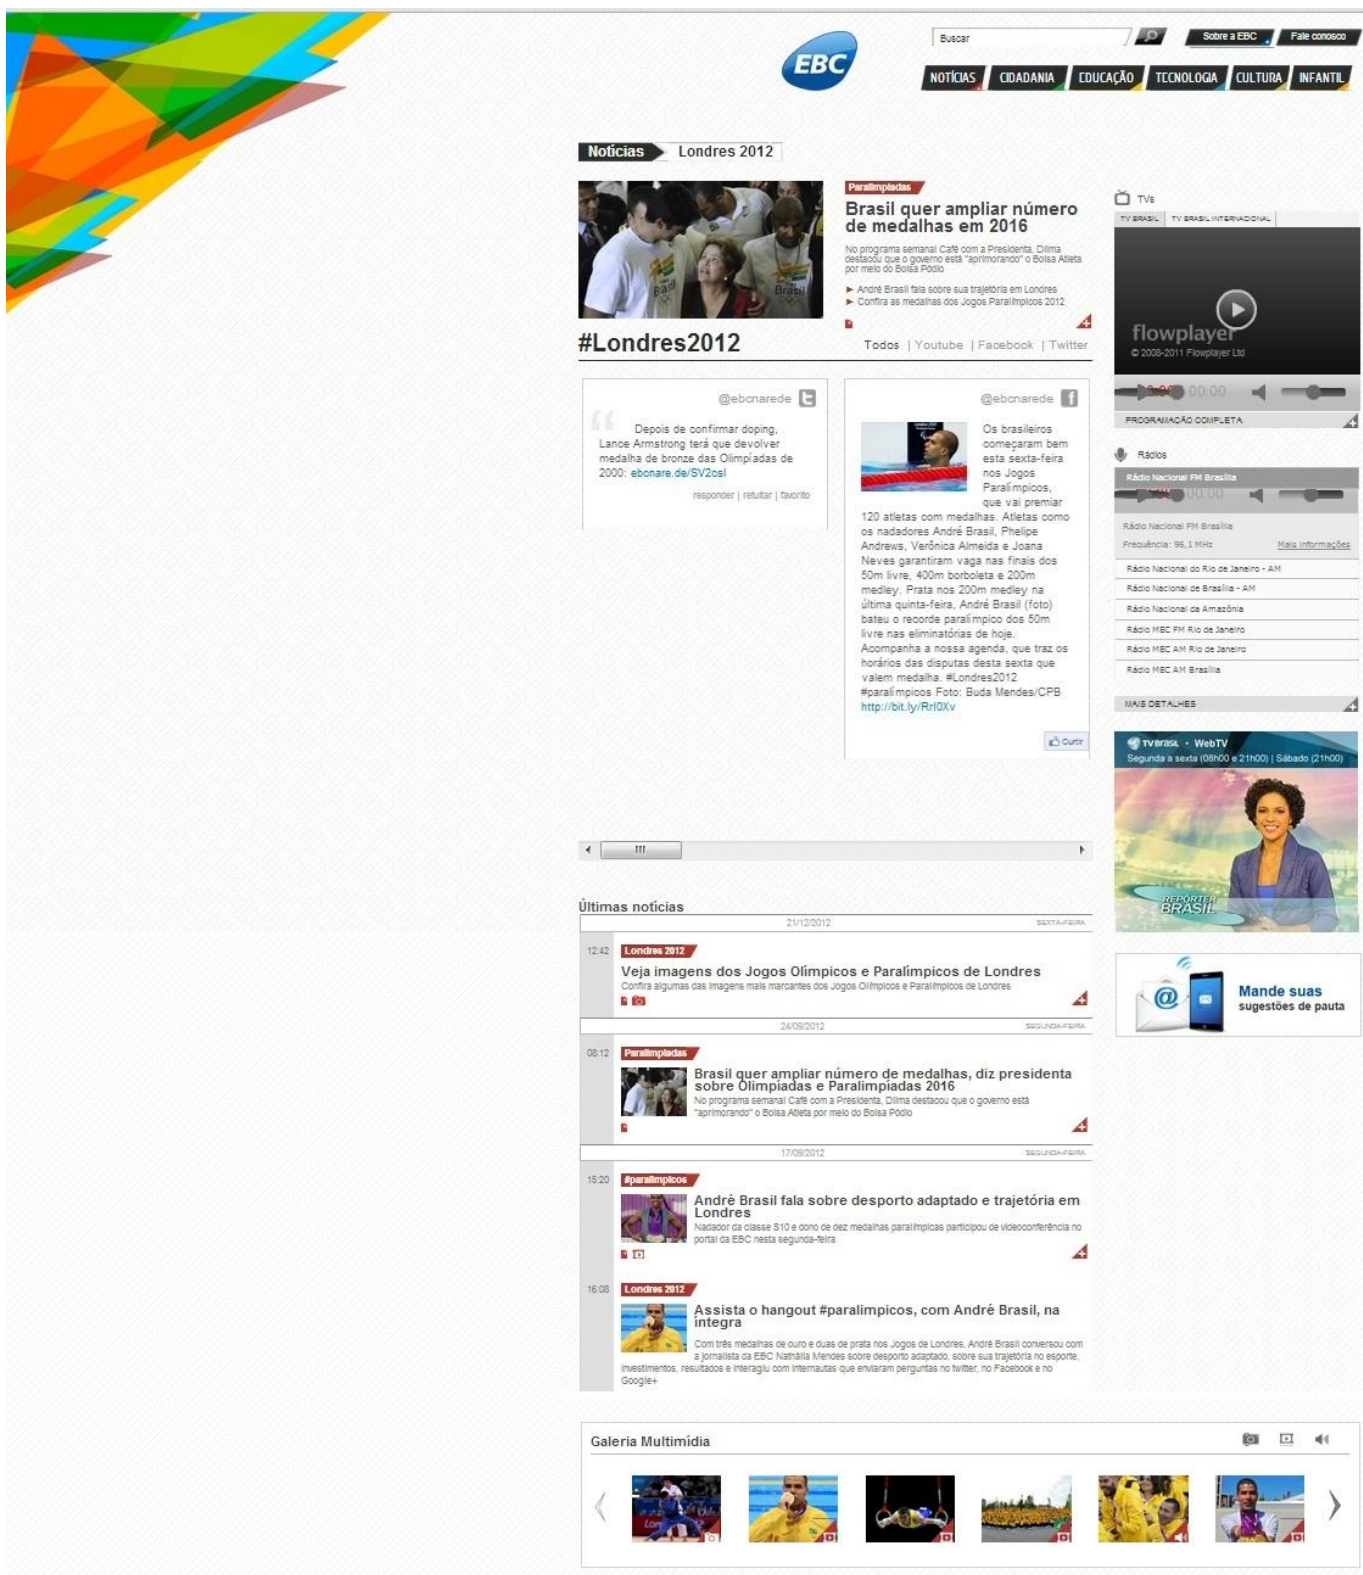 EBC
Buscar
Sobre a EBC
Fale conosco
NOTÍCIAS
CIDADANIA
EDUCAÇÃO
TECNOLOGIA
CULTURA
INFANTIL
Notícias
Londres 2012
Paralimpíadas
Brasil quer ampliar número
de medalhas em 2016
No programa semanal Café com a Presidenta, Dilma
destacou que o governo está "aprimorando" o Bolsa Atleta
por meio do Bolsa Pódio
► André Brasil fala sobre sua trajetória em Londres
► Confira as medalhas dos Jogos Paralímpicos 2012
#Londres2012
Todos | Youtube | Facebook | Twitter
@ebcnarede
Depois de confirmar doping,
Lance Armstrong terá que devolver
medalha de bronze das Olimpíadas de
2000: ebcnare.de/SV2csl
responder | retuitar | favorito
@ebcnarede
Os brasileiros
começaram bem
esta sexta-feira
nos Jogos
Paralímpicos,
que vai premiar
120 atletas com medalhas. Atletas como
os nadadores André Brasil, Phelipe
Andrews, Verônica Almeida e Joana
Neves garantiram vaga nas finais dos
50m livre, 400m borboleta e 200m
medley. Prata nos 200m medley na
última quinta-feira, André Brasil (foto)
bateu o recorde paralímpico dos 50m
livre nas eliminatórias de hoje.
Acompanha a nossa agenda, que traz os
horários das disputas desta sexta que
valem medalha. #Londres2012
#paralímpicos Foto: Buda Mendes/CPB
http://bit.ly/RrI0Xv
Curtir
TVs
TV BRASIL
TV BRASIL INTERNACIONAL
flowplayer
© 2008-2011 Flowplayer Ltd
00:00
PROGRAMAÇÃO COMPLETA
Rádios
Rádio Nacional FM Brasília
00:00
Rádio Nacional FM Brasília
Frequência: 96,1 MHz
Mais Informações
Rádio Nacional do Rio de Janeiro - AM
Rádio Nacional de Brasília - AM
Rádio Nacional da Amazônia
Rádio MEC FM Rio de Janeiro
Rádio MEC AM Rio de Janeiro
Rádio MEC AM Brasília
MAIS DETALHES
TV BRASIL • WebTV
Segunda a sexta (08h00 e 21h00) | Sábado (21h00)
REPÓRTER
BRASIL
Mande suas
sugestões de pauta
Últimas notícias
21/12/2012
SEXTA-FEIRA
12:42
Londres 2012
Veja imagens dos Jogos Olímpicos e Paralímpicos de Londres
Confira algumas das imagens mais marcantes dos Jogos Olímpicos e Paralímpicos de Londres
24/09/2012
SEGUNDA-FEIRA
08:12
Paralimpíadas
Brasil quer ampliar número de medalhas, diz presidenta
sobre Olimpíadas e Paralimpíadas 2016
No programa semanal Café com a Presidenta, Dilma destacou que o governo está
"aprimorando" o Bolsa Atleta por meio do Bolsa Pódio
17/09/2012
SEGUNDA-FEIRA
15:20
#paralimpicos
André Brasil fala sobre desporto adaptado e trajetória em
Londres
Nadador da classe S10 e dono de dez medalhas paralímpicas participou de videoconferência no
portal da EBC nesta segunda-feira
16:08
Londres 2012
Assista o hangout #paralimpicos, com André Brasil, na
íntegra
Com três medalhas de ouro e duas de prata nos Jogos de Londres, André Brasil conversou com
a jornalista da EBC Nathália Mendes sobre desporto adaptado, sobre sua trajetória no esporte,
investimentos, resultados e interagiu com internautas que enviaram perguntas no twitter, no Facebook e no
Google+
Galeria Multimídia